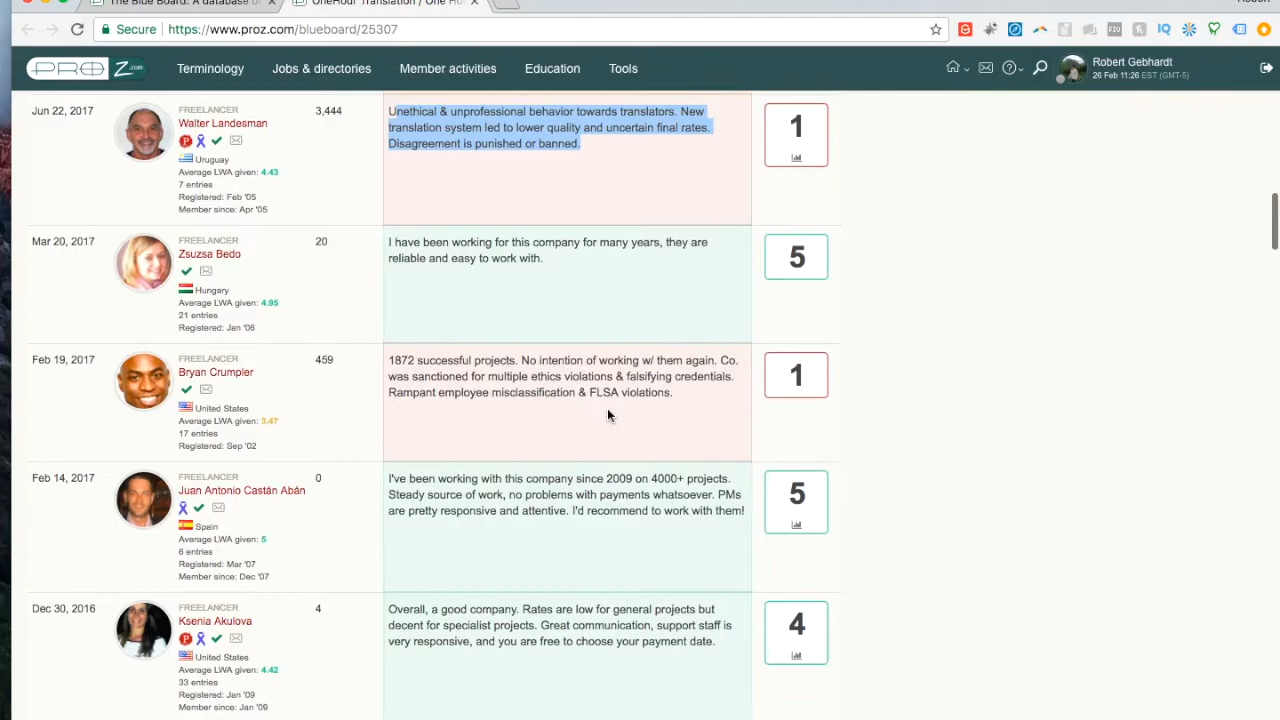 The Blue Board: A database of
OneHour Translation / One Ho
Robert
Secure https://www.proz.com/blueboard/25307
PROZ.com Terminology Jobs & directories Member activities Education Tools
Robert Gebhardt
26 Feb 11:26 EST (GMT-5)
Jun 22, 2017
FREELANCER
Walter Landesman
Uruguay
Average LWA given: 4.43
7 entries
Registered: Feb '05
Member since: Apr '05
3,444
Unethical & unprofessional behavior towards translators. New
translation system led to lower quality and uncertain final rates.
Disagreement is punished or banned.
1
Mar 20, 2017
FREELANCER
Zsuzsa Bedo
Hungary
Average LWA given: 4.95
21 entries
Registered: Jan '06
20
I have been working for this company for many years, they are
reliable and easy to work with.
5
Feb 19, 2017
FREELANCER
Bryan Crumpler
United States
Average LWA given: 3.47
17 entries
Registered: Sep '02
459
1872 successful projects. No intention of working w/ them again. Co.
was sanctioned for multiple ethics violations & falsifying credentials.
Rampant employee misclassification & FLSA violations.
1
Feb 14, 2017
FREELANCER
Juan Antonio Castán Abán
Spain
Average LWA given: 5
6 entries
Registered: Mar '07
Member since: Dec '07
0
I've been working with this company since 2009 on 4000+ projects.
Steady source of work, no problems with payments whatsoever. PMs
are pretty responsive and attentive. I'd recommend to work with them!
5
Dec 30, 2016
FREELANCER
Ksenia Akulova
United States
Average LWA given: 4.42
33 entries
Registered: Jan '09
Member since: Jan '09
4
Overall, a good company. Rates are low for general projects but
decent for specialist projects. Great communication, support staff is
very responsive, and you are free to choose your payment date.
4